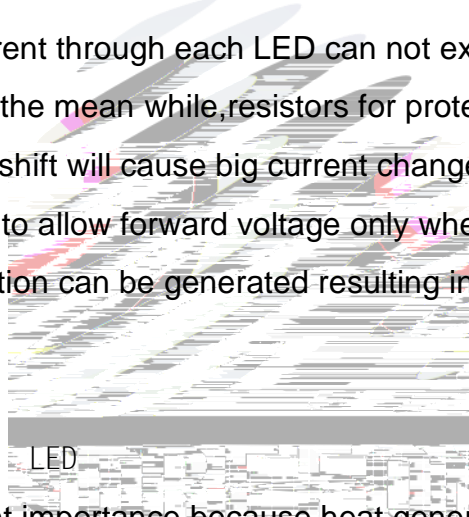 rent through each LED can not ex
the mean while,resistors for prote
shift will cause big current change
to allow forward voltage only whe
tion can be generated resulting in
LED
t importance because heat gener